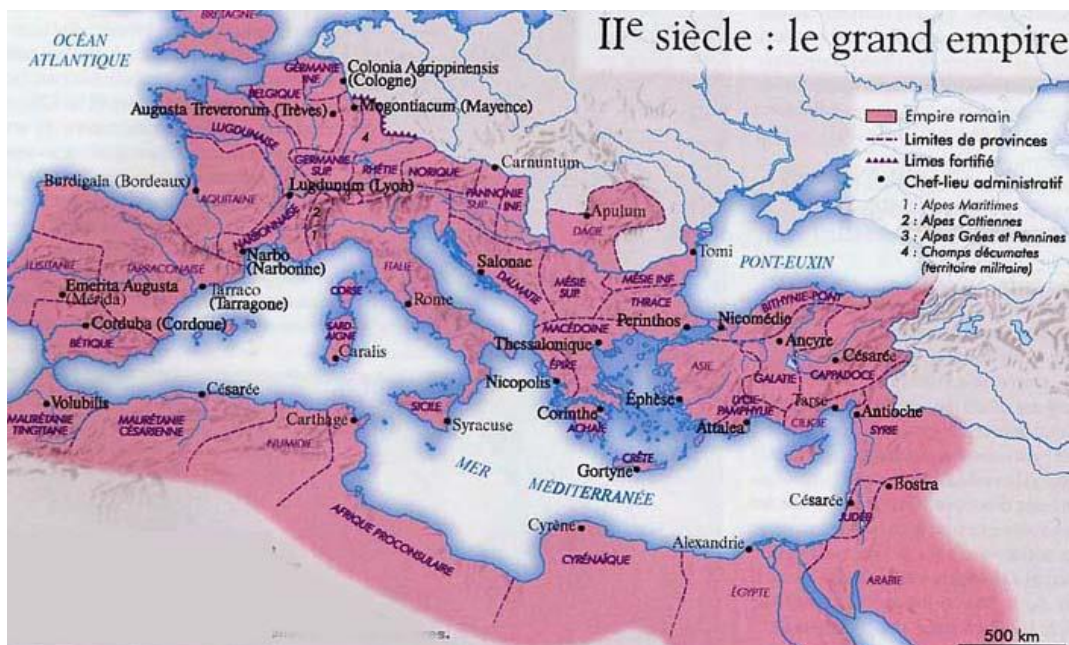 IIe siècle : le grand empire
OCÉAN
ATLANTIQUE
BRETAGNE
GERMANIE
INF.
Colonia Agrippinensis
(Cologne)
BELGIQUE
Augusta Treverorum (Trèves)
Mogontiacum (Mayence)
4
LUGDUNAISE
GERMANIE
SUP.
RHÉTIE
NORIQUE
Carnuntum
Burdigala (Bordeaux)
Lugdunum (Lyon)
AQUITAINE
PANNONIE
SUP.
INF.
Apulum
DACIE
2
1
NARBONNAISE
Narbo
(Narbonne)
Tomi
PONT-EUXIN
LUSITANIE
TARRACONAISE
ITALIE
Salonae
DALMATIE
MÉSIE
SUP.
MÉSIE INF.
Emerita Augusta
(Mérida)
Tarraco
(Tarragone)
CORSE
Rome
THRACE
BITHYNIE-PONT
Corduba (Cordoue)
SAR-
DAIGNE
MACÉDOINE
Perinthos
Nicomédie
BÉTIQUE
Caralis
Thessalonique
Ancyre
Césarée
ÉPIRE
ASIE
GALATIE
CAPPADOCE
Volubilis
Césarée
Nicopolis
Éphèse
LYCIE-
PAMPHYLIE
Tarse
Antioche
MAURÉTANIE
TINGITANE
MAURÉTANIE
CÉSARIENNE
Carthage
SICILE
Corinthe
ACHAÏE
Attalea
CILICIE
SYRIE
NUMIDIE
Syracuse
CRÈTE
Gortyne
MER
MÉDITERRANÉE
Césarée
Bostra
JUDÉE
AFRIQUE PROCONSULAIRE
Cyrène
CYRÉNAÏQUE
Alexandrie
ÉGYPTE
ARABIE
Empire romain
Limites de provinces
Limes fortifié
Chef-lieu administratif
1 : Alpes Maritimes
2 : Alpes Cottiennes
3 : Alpes Grées et Pennines
4 : Champs décumates
(territoire militaire)
500 km